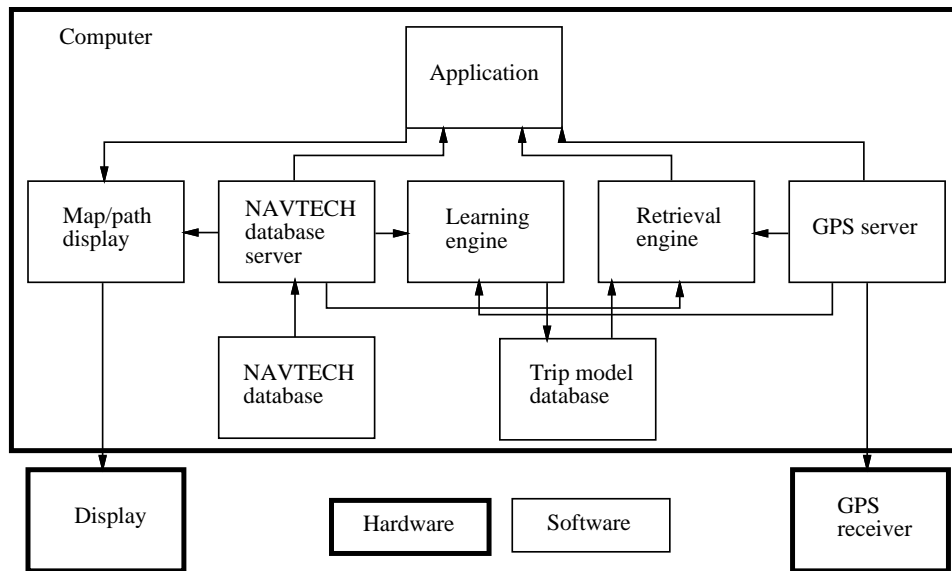 Computer
Application
Map/path
display
NAVTECH
database
server
Learning
engine
Retrieval
engine
GPS server
NAVTECH
database
Trip model
database
Display
Hardware
Software
GPS
receiver